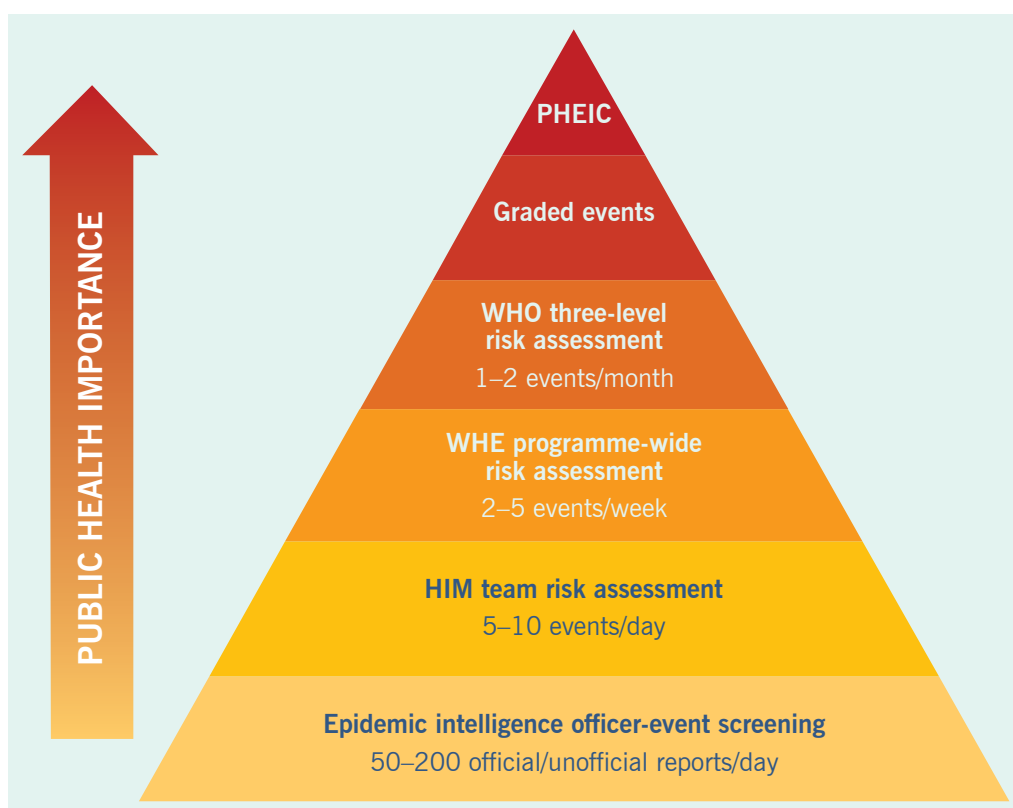 PUBLIC HEALTH IMPORTANCE
PHEIC
Graded events
WHO three-level
risk assessment
1–2 events/month
WHE programme-wide
risk assessment
2–5 events/week
HIM team risk assessment
5–10 events/day
Epidemic intelligence officer-event screening
50–200 official/unofficial reports/day